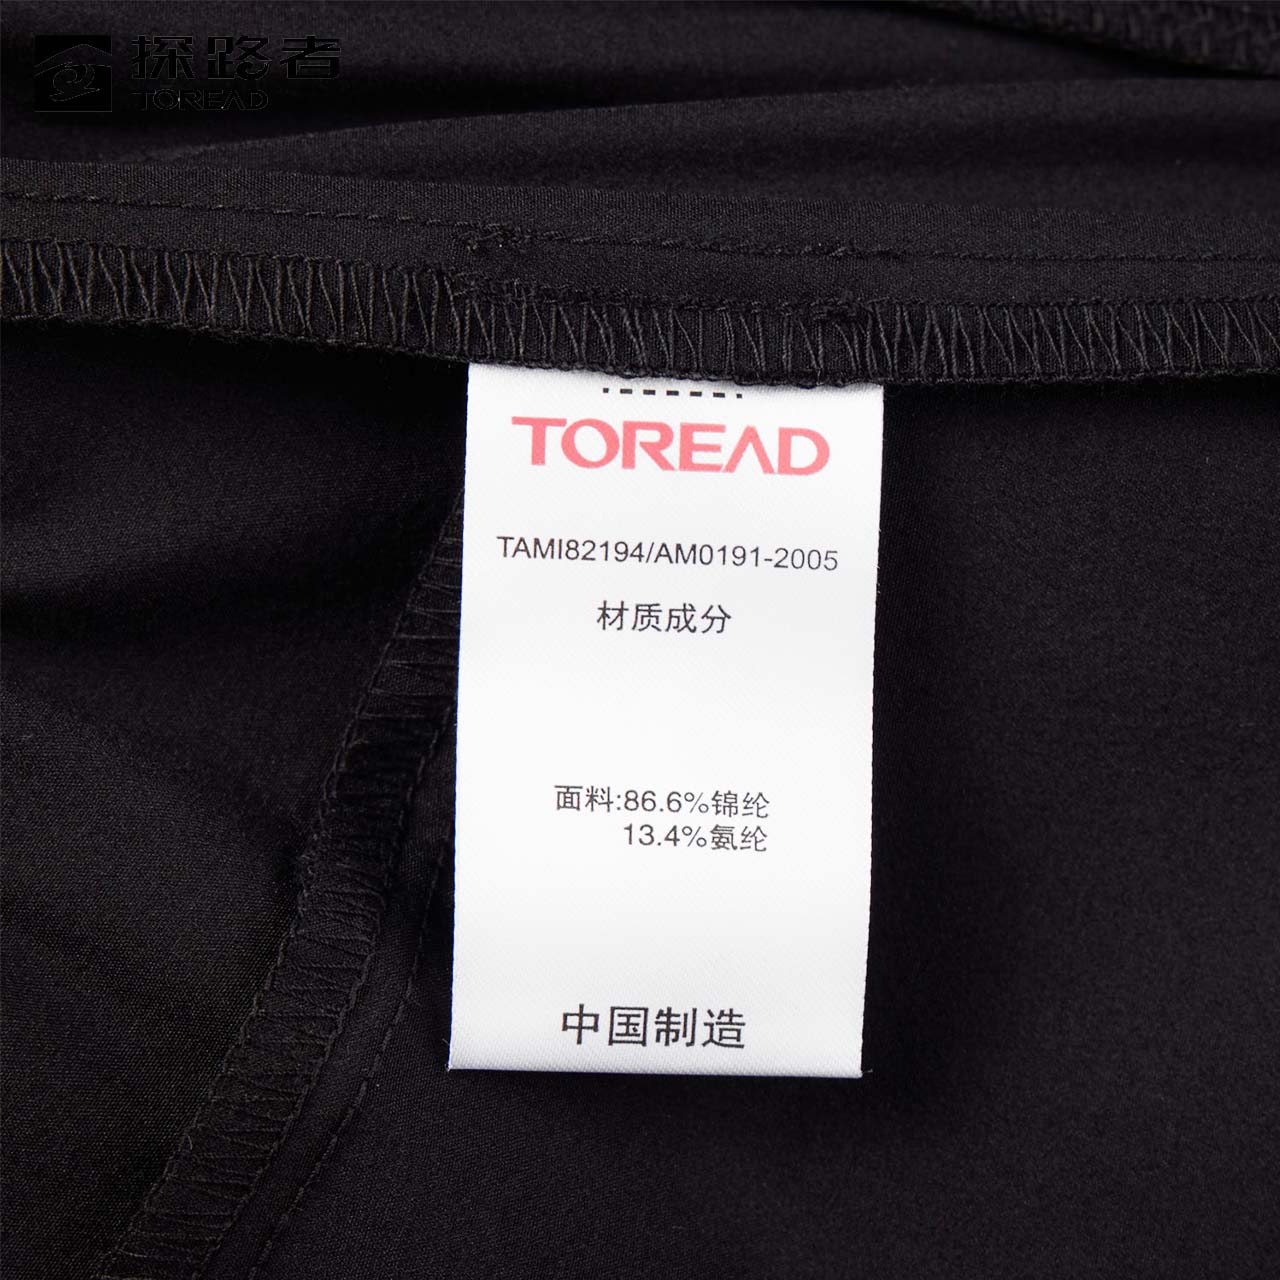 探路者
TOREAD
TOREAD
TAMI82194/AM0191-2005
材质成分
面料:86.6%锦纶
13.4%氨纶
中国制造